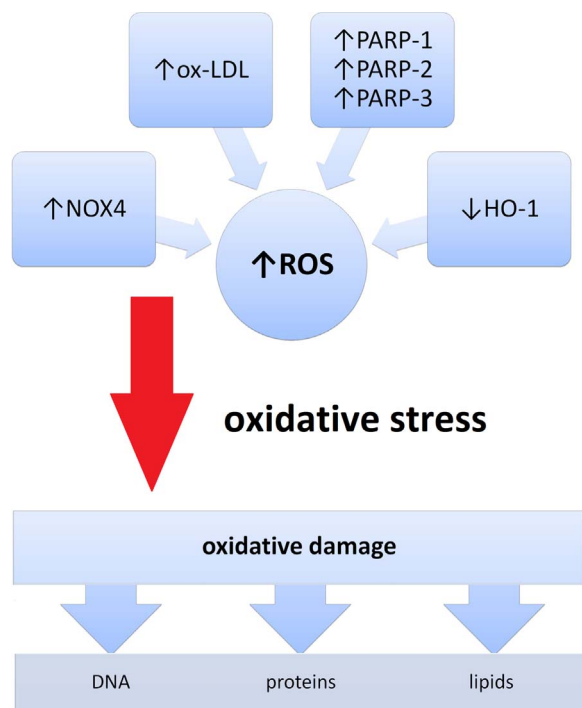 ↑ox-LDL
↑PARP-1
↑PARP-2
↑PARP-3
↑NOX4
↓HO-1
↑ROS
oxidative stress
oxidative damage
DNA
proteins
lipids